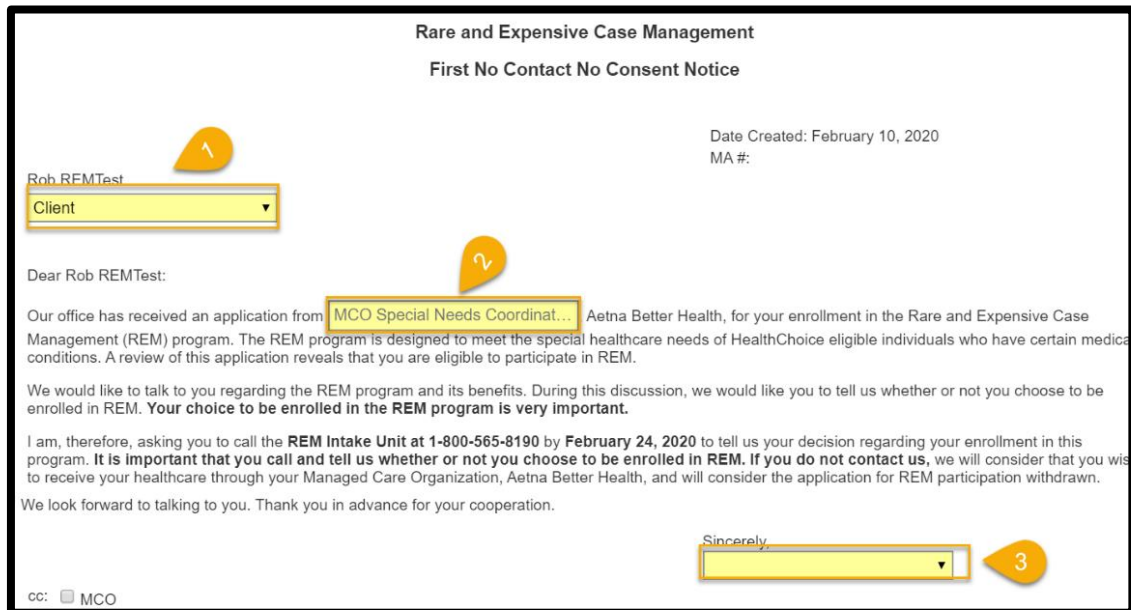 Rare and Expensive Case Management
First No Contact No Consent Notice
Date Created: February 10, 2020
MA #:
1
Rob REMTest
Client
Dear Rob REMTest:
2
Our office has received an application from MCO Special Needs Coordinat... Aetna Better Health, for your enrollment in the Rare and Expensive Case
Management (REM) program. The REM program is designed to meet the special healthcare needs of HealthChoice eligible individuals who have certain medica
conditions. A review of this application reveals that you are eligible to participate in REM.
We would like to talk to you regarding the REM program and its benefits. During this discussion, we would like you to tell us whether or not you choose to be
enrolled in REM. Your choice to be enrolled in the REM program is very important.
I am, therefore, asking you to call the REM Intake Unit at 1-800-565-8190 by February 24, 2020 to tell us your decision regarding your enrollment in this
program. It is important that you call and tell us whether or not you choose to be enrolled in REM. If you do not contact us, we will consider that you wis
to receive your healthcare through your Managed Care Organization, Aetna Better Health, and will consider the application for REM participation withdrawn.
We look forward to talking to you. Thank you in advance for your cooperation.
Sincerely,
3
cc: MCO